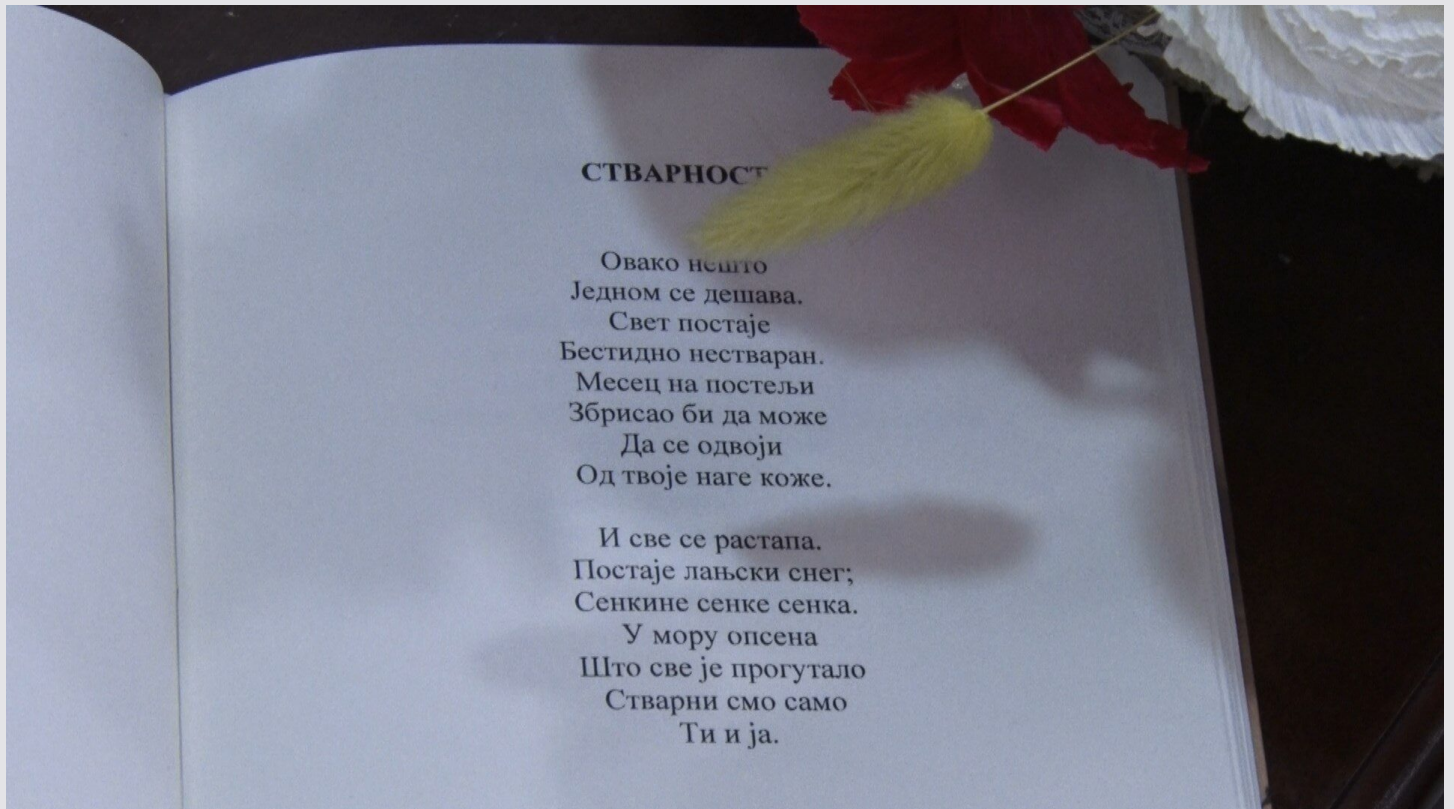 СТВАРНОСТ
Овако нешто
Једном се дешава.
Свет постаје
Бестидно нестваран.
Месец на постељи
Збрисао би да може
Да се одвоји
Од твоје наге коже.
И све се растапа.
Постаје лањски снег;
Сенкине сенке сенка.
У мору опсена
Што све је прогутало
Стварни смо само
Ти и ја.